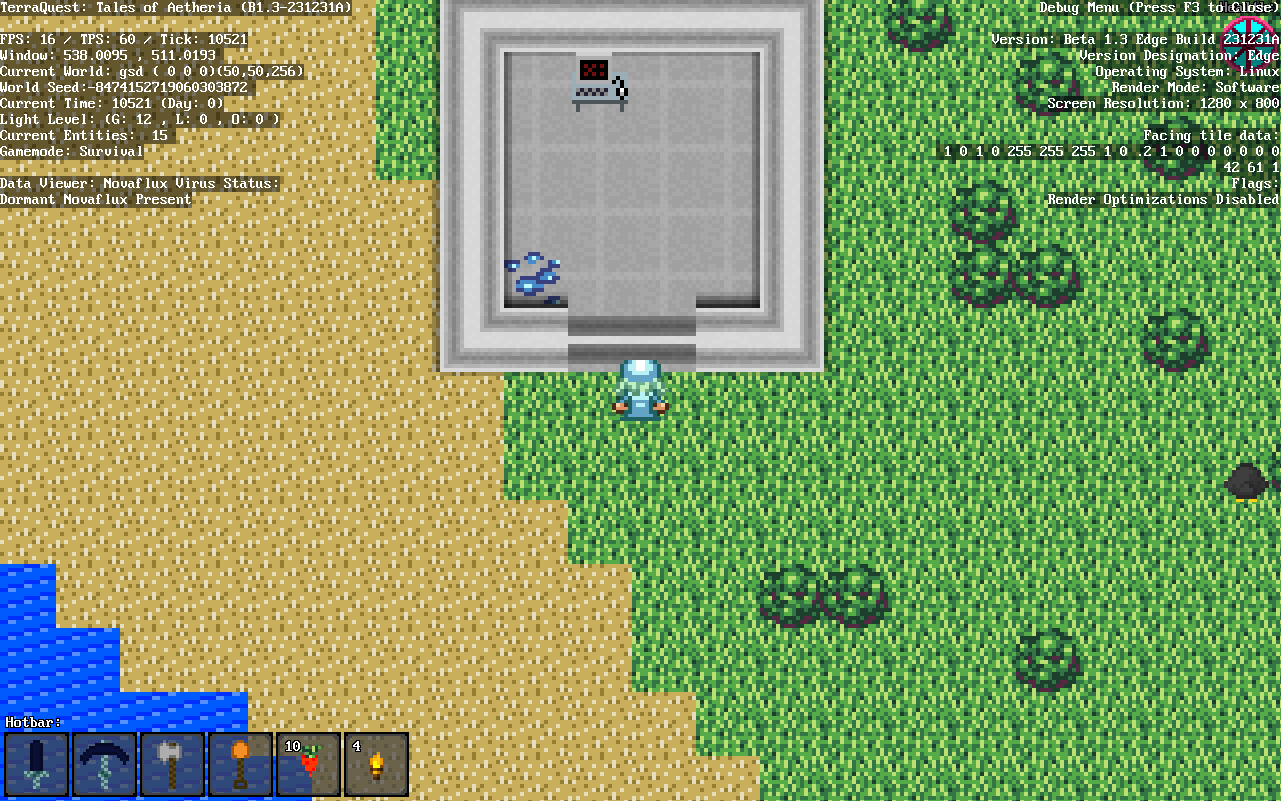 TerraQuest: Tales of Aetheria (B1.3-231231A)
FPS: 16 / TPS: 60 / Tick: 10521
Window: 538.0095 , 511.0193
Current World: gsd ( 0 0 0)(50,50,256)
World Seed:-8474152719060303872
Current Time: 10521 (Day: 0)
Light Level: (G: 12 , L: 0 , O: 0 )
Current Entities:  15
Gamemode: Survival
Data Viewer: Novaflux Virus Status:
Dormant Novaflux Present
Debug Menu (Press F3 to Close)
Version: Beta 1.3 Edge Build 231231A
Version Designation: Edge
Operating System: Linux
Render Mode: Software
Screen Resolution: 1280 x 800
Facing tile data:
1 0 1 0 255 255 255 1 0  2 1 0 0 0 0 0 0 0
42 61 1
Flags:
Render Optimizations Disabled
Hotbar:
10
4